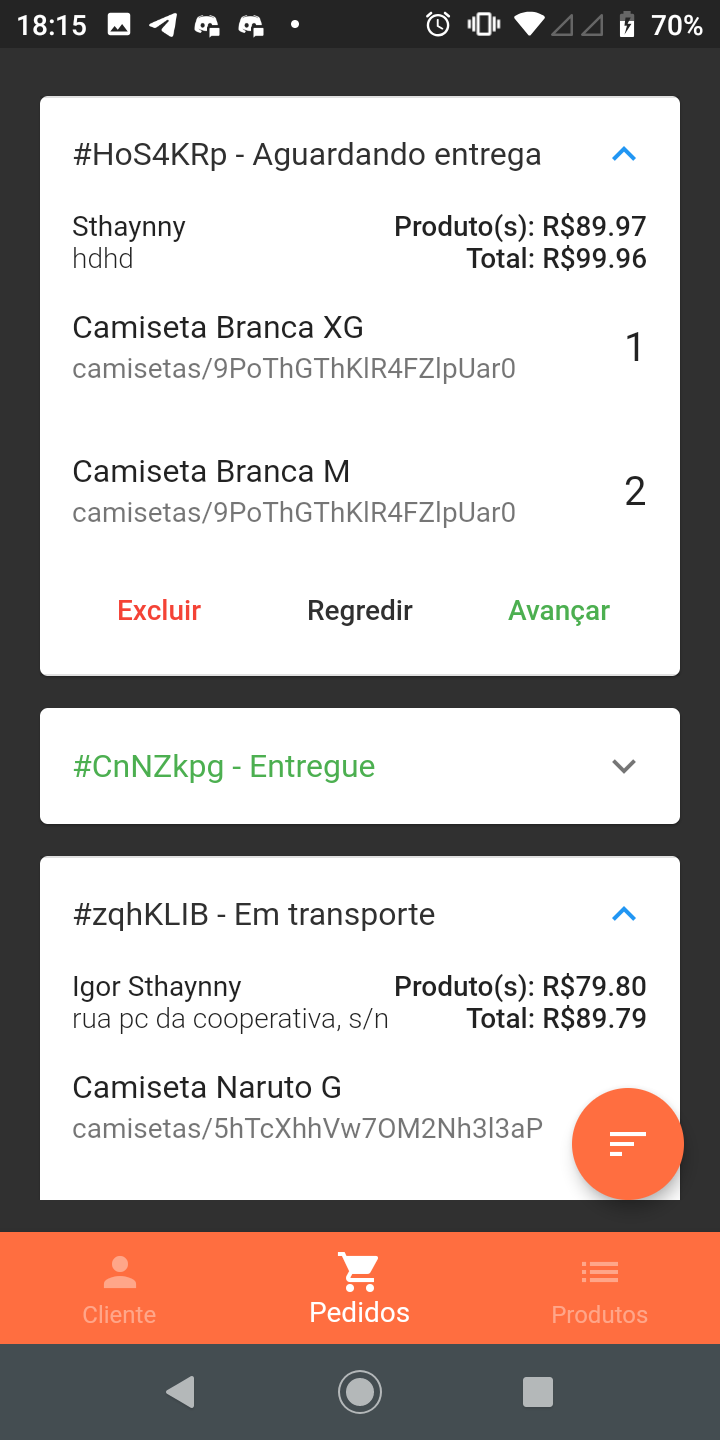 18:15 70%
#HoS4KRp - Aguardando entrega
Sthaynny Produto(s): R$89.97
hdhd Total: R$99.96
Camiseta Branca XG
camisetas/9PoThGThKlR4FZlpUar0
1
Camiseta Branca M
camisetas/9PoThGThKlR4FZlpUar0
2
Excluir Regredir Avançar
#CnNZkpg - Entregue
#zqhKLIB - Em transporte
Igor Sthaynny Produto(s): R$79.80
rua pc da cooperativa, s/n Total: R$89.79
Camiseta Naruto G
camisetas/5hTcXhhVw7OM2Nh3l3aP
Cliente Pedidos Produtos